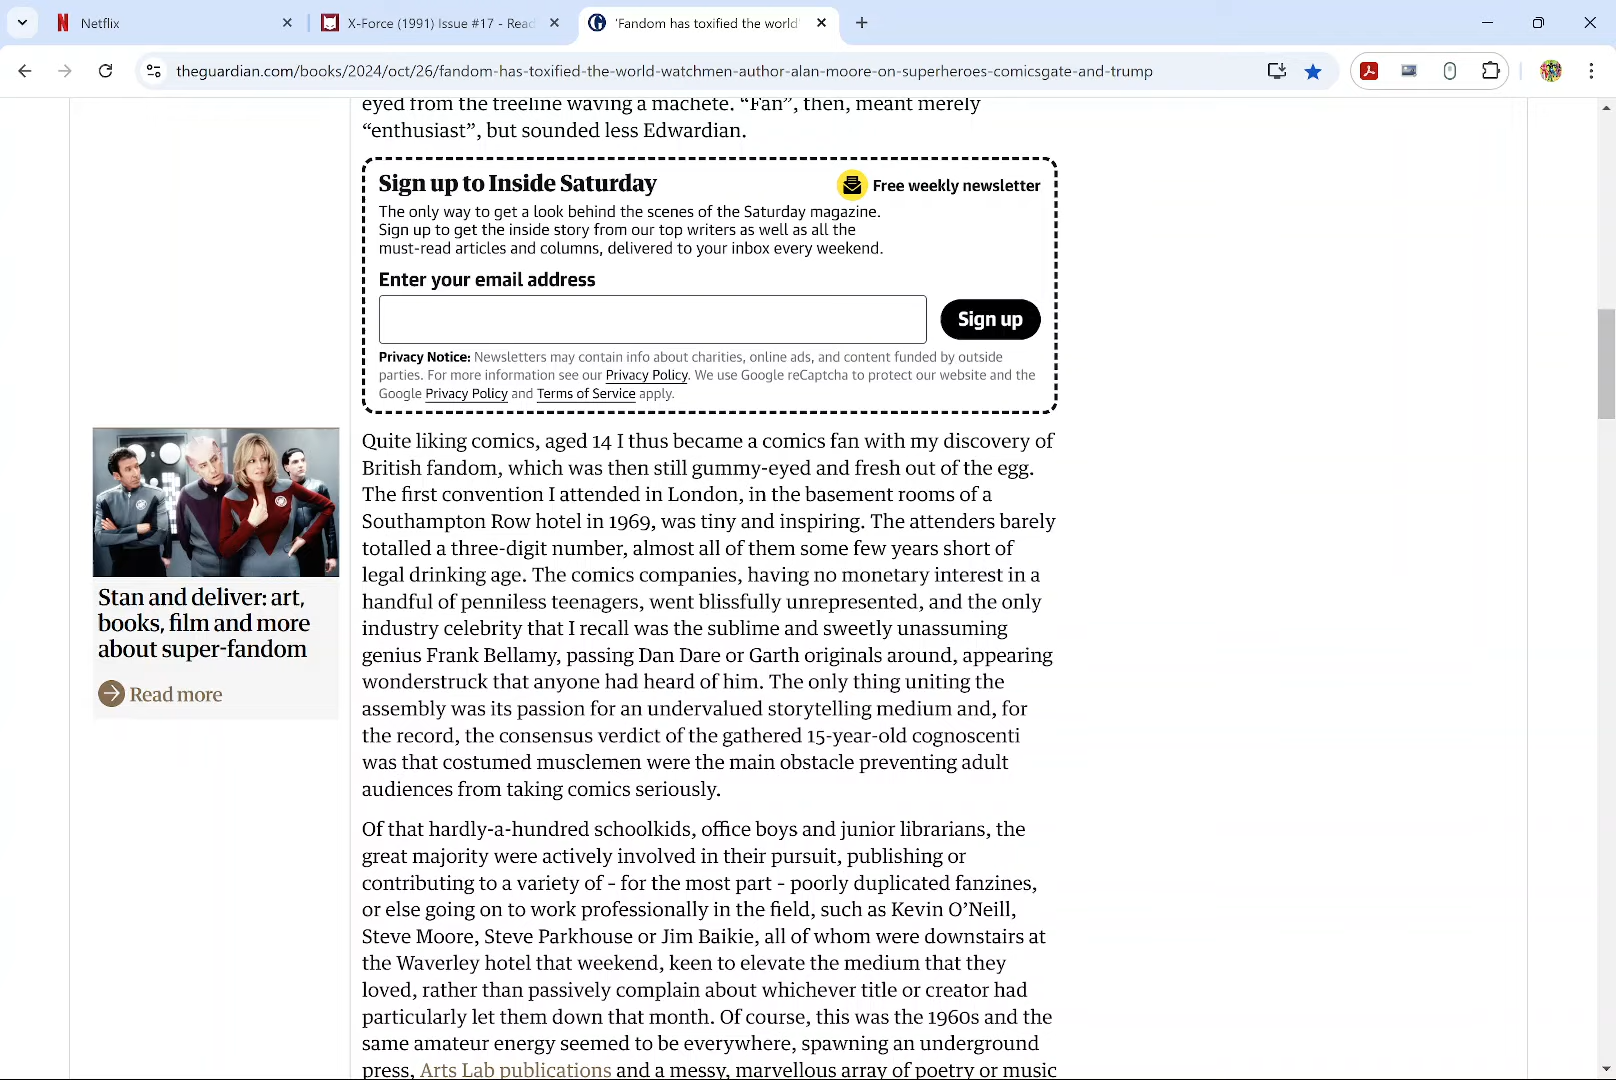 Netflix
X-Force (1991) Issue #17 - Read
'Fandom has toxified the world'
theguardian.com/books/2024/oct/26/fandom-has-toxified-the-world-watchmen-author-alan-moore-on-superheroes-comicsgate-and-trump
eyed from the treeline waving a machete. “Fan”, then, meant merely
“enthusiast”, but sounded less Edwardian.
Sign up to Inside Saturday
Free weekly newsletter
The only way to get a look behind the scenes of the Saturday magazine.
Sign up to get the inside story from our top writers as well as all the
must-read articles and columns, delivered to your inbox every weekend.
Enter your email address
Sign up
Privacy Notice: Newsletters may contain info about charities, online ads, and content funded by outside
parties. For more information see our Privacy Policy. We use Google reCaptcha to protect our website and the
Google Privacy Policy and Terms of Service apply.
Stan and deliver: art,
books, film and more
about super-fandom
Read more
Quite liking comics, aged 14 I thus became a comics fan with my discovery of
British fandom, which was then still gummy-eyed and fresh out of the egg.
The first convention I attended in London, in the basement rooms of a
Southampton Row hotel in 1969, was tiny and inspiring. The attenders barely
totalled a three-digit number, almost all of them some few years short of
legal drinking age. The comics companies, having no monetary interest in a
handful of penniless teenagers, went blissfully unrepresented, and the only
industry celebrity that I recall was the sublime and sweetly unassuming
genius Frank Bellamy, passing Dan Dare or Garth originals around, appearing
wonderstruck that anyone had heard of him. The only thing uniting the
assembly was its passion for an undervalued storytelling medium and, for
the record, the consensus verdict of the gathered 15-year-old cognoscenti
was that costumed musclemen were the main obstacle preventing adult
audiences from taking comics seriously.
Of that hardly-a-hundred schoolkids, office boys and junior librarians, the
great majority were actively involved in their pursuit, publishing or
contributing to a variety of – for the most part – poorly duplicated fanzines,
or else going on to work professionally in the field, such as Kevin O’Neill,
Steve Moore, Steve Parkhouse or Jim Baikie, all of whom were downstairs at
the Waverley hotel that weekend, keen to elevate the medium that they
loved, rather than passively complain about whichever title or creator had
particularly let them down that month. Of course, this was the 1960s and the
same amateur energy seemed to be everywhere, spawning an underground
press, Arts Lab publications and a messy, marvellous array of poetry or music